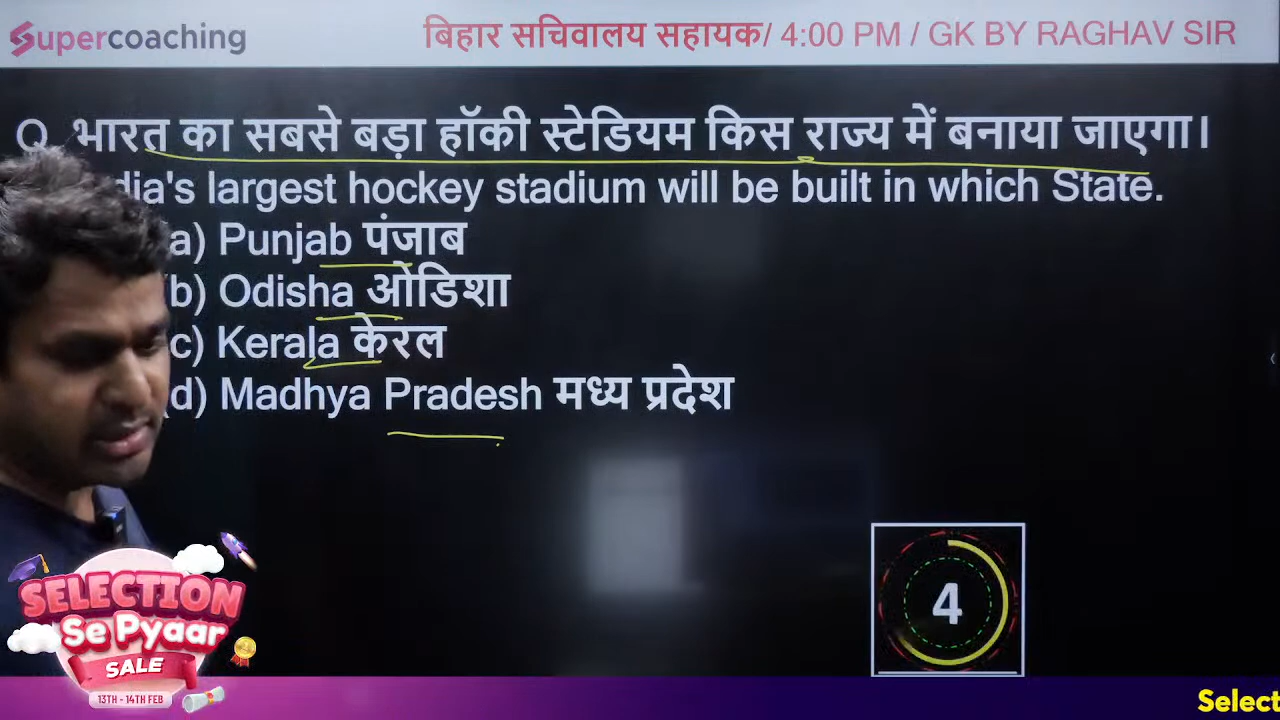 Supercoaching
बिहार सचिवालय सहायक/ 4:00 PM / GK BY RAGHAV SIR
Q भारत का सबसे बड़ा हॉकी स्टेडियम किस राज्य में बनाया जाएगा।
dia's largest hockey stadium will be built in which State.
(a) Punjab पंजाब
(b) Odisha ओडिशा
c) Kerala केरल
(d) Madhya Pradesh मध्य प्रदेश
4
SELECTION
Se Pyaar
SALE
13TH - 14TH FEB
Select